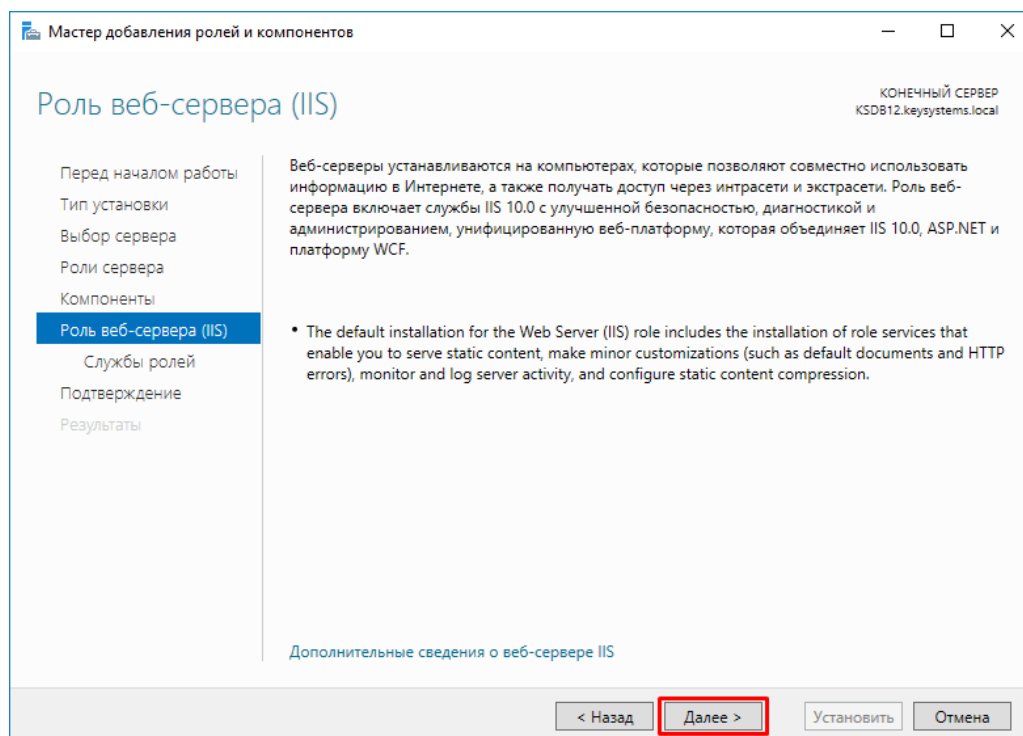 Мастер добавления ролей и компонентов
Роль веб-сервера (IIS)
КОНЕЧНЫЙ СЕРВЕР
KSDB12.keysystems.local
Перед началом работы
Тип установки
Выбор сервера
Роли сервера
Компоненты
Роль веб-сервера (IIS)
Службы ролей
Подтверждение
Результаты
Веб-серверы устанавливаются на компьютерах, которые позволяют совместно использовать
информацию в Интернете, а также получать доступ через интрасети и экстрасети. Роль веб-
сервера включает службы IIS 10.0 с улучшенной безопасностью, диагностикой и
администрированием, унифицированную веб-платформу, которая объединяет IIS 10.0, ASP.NET и
платформу WCF.
• The default installation for the Web Server (IIS) role includes the installation of role services that
enable you to serve static content, make minor customizations (such as default documents and HTTP
errors), monitor and log server activity, and configure static content compression.
Дополнительные сведения о веб-сервере IIS
< Назад
Далее >
Установить
Отмена